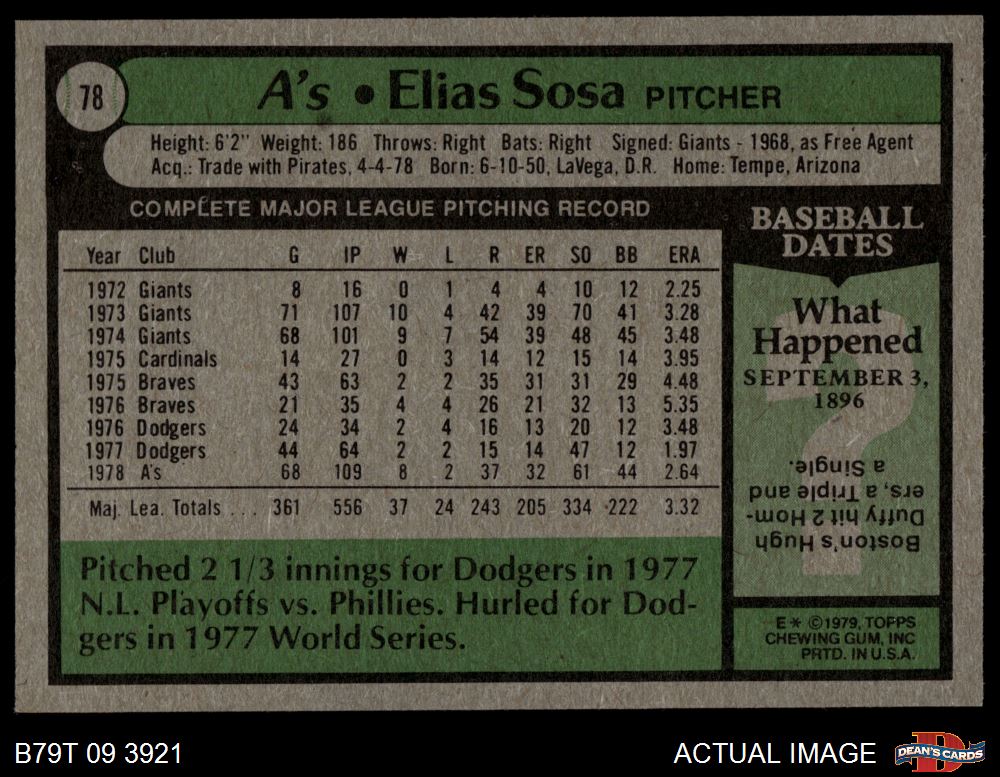 78
A's • Elias Sosa PITCHER
Height: 6'2" Weight: 186 Throws: Right Bats: Right Signed: Giants - 1968, as Free Agent
Acq.: Trade with Pirates, 4-4-78 Born: 6-10-50, LaVega, D.R. Home: Tempe, Arizona
COMPLETE MAJOR LEAGUE PITCHING RECORD
Year Club G IP W L R ER SO BB ERA
1972 Giants 8 16 0 1 4 4 10 12 2.25
1973 Giants 71 107 10 4 42 39 70 41 3.28
1974 Giants 68 101 9 7 54 39 48 45 3.48
1975 Cardinals 14 27 0 3 14 12 15 14 3.95
1975 Braves 43 63 2 2 35 31 31 29 4.48
1976 Braves 21 35 4 4 26 21 32 13 5.35
1976 Dodgers 24 34 2 4 16 13 20 12 3.48
1977 Dodgers 44 64 2 2 15 14 47 12 1.97
1978 A's 68 109 8 2 37 32 61 44 2.64
Maj. Lea. Totals ... 361 556 37 24 243 205 334 222 3.32
Pitched 2 1/3 innings for Dodgers in 1977
N.L. Playoffs vs. Phillies. Hurled for Dod-
gers in 1977 World Series.
BASEBALL
DATES
What
Happened
SEPTEMBER 3,
1896
?
Boston's Hugh
Duffy hit 2 Hom-
ers, a Triple and
a Single.
E * ©1979, TOPPS
CHEWING GUM, INC
PRTD. IN U.S.A.
B79T 09 3921
ACTUAL IMAGE
D
DEAN'S CARDS